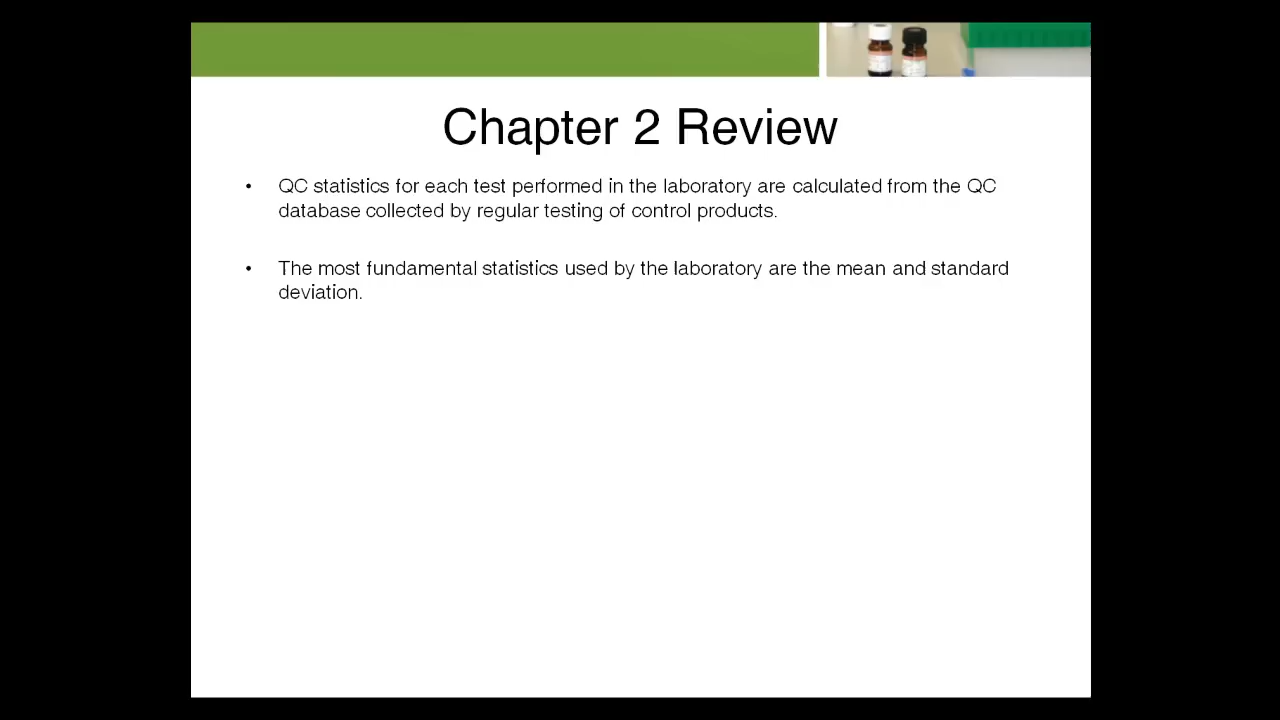 Chapter 2 Review
• QC statistics for each test performed in the laboratory are calculated from the QC
database collected by regular testing of control products.
• The most fundamental statistics used by the laboratory are the mean and standard
deviation.